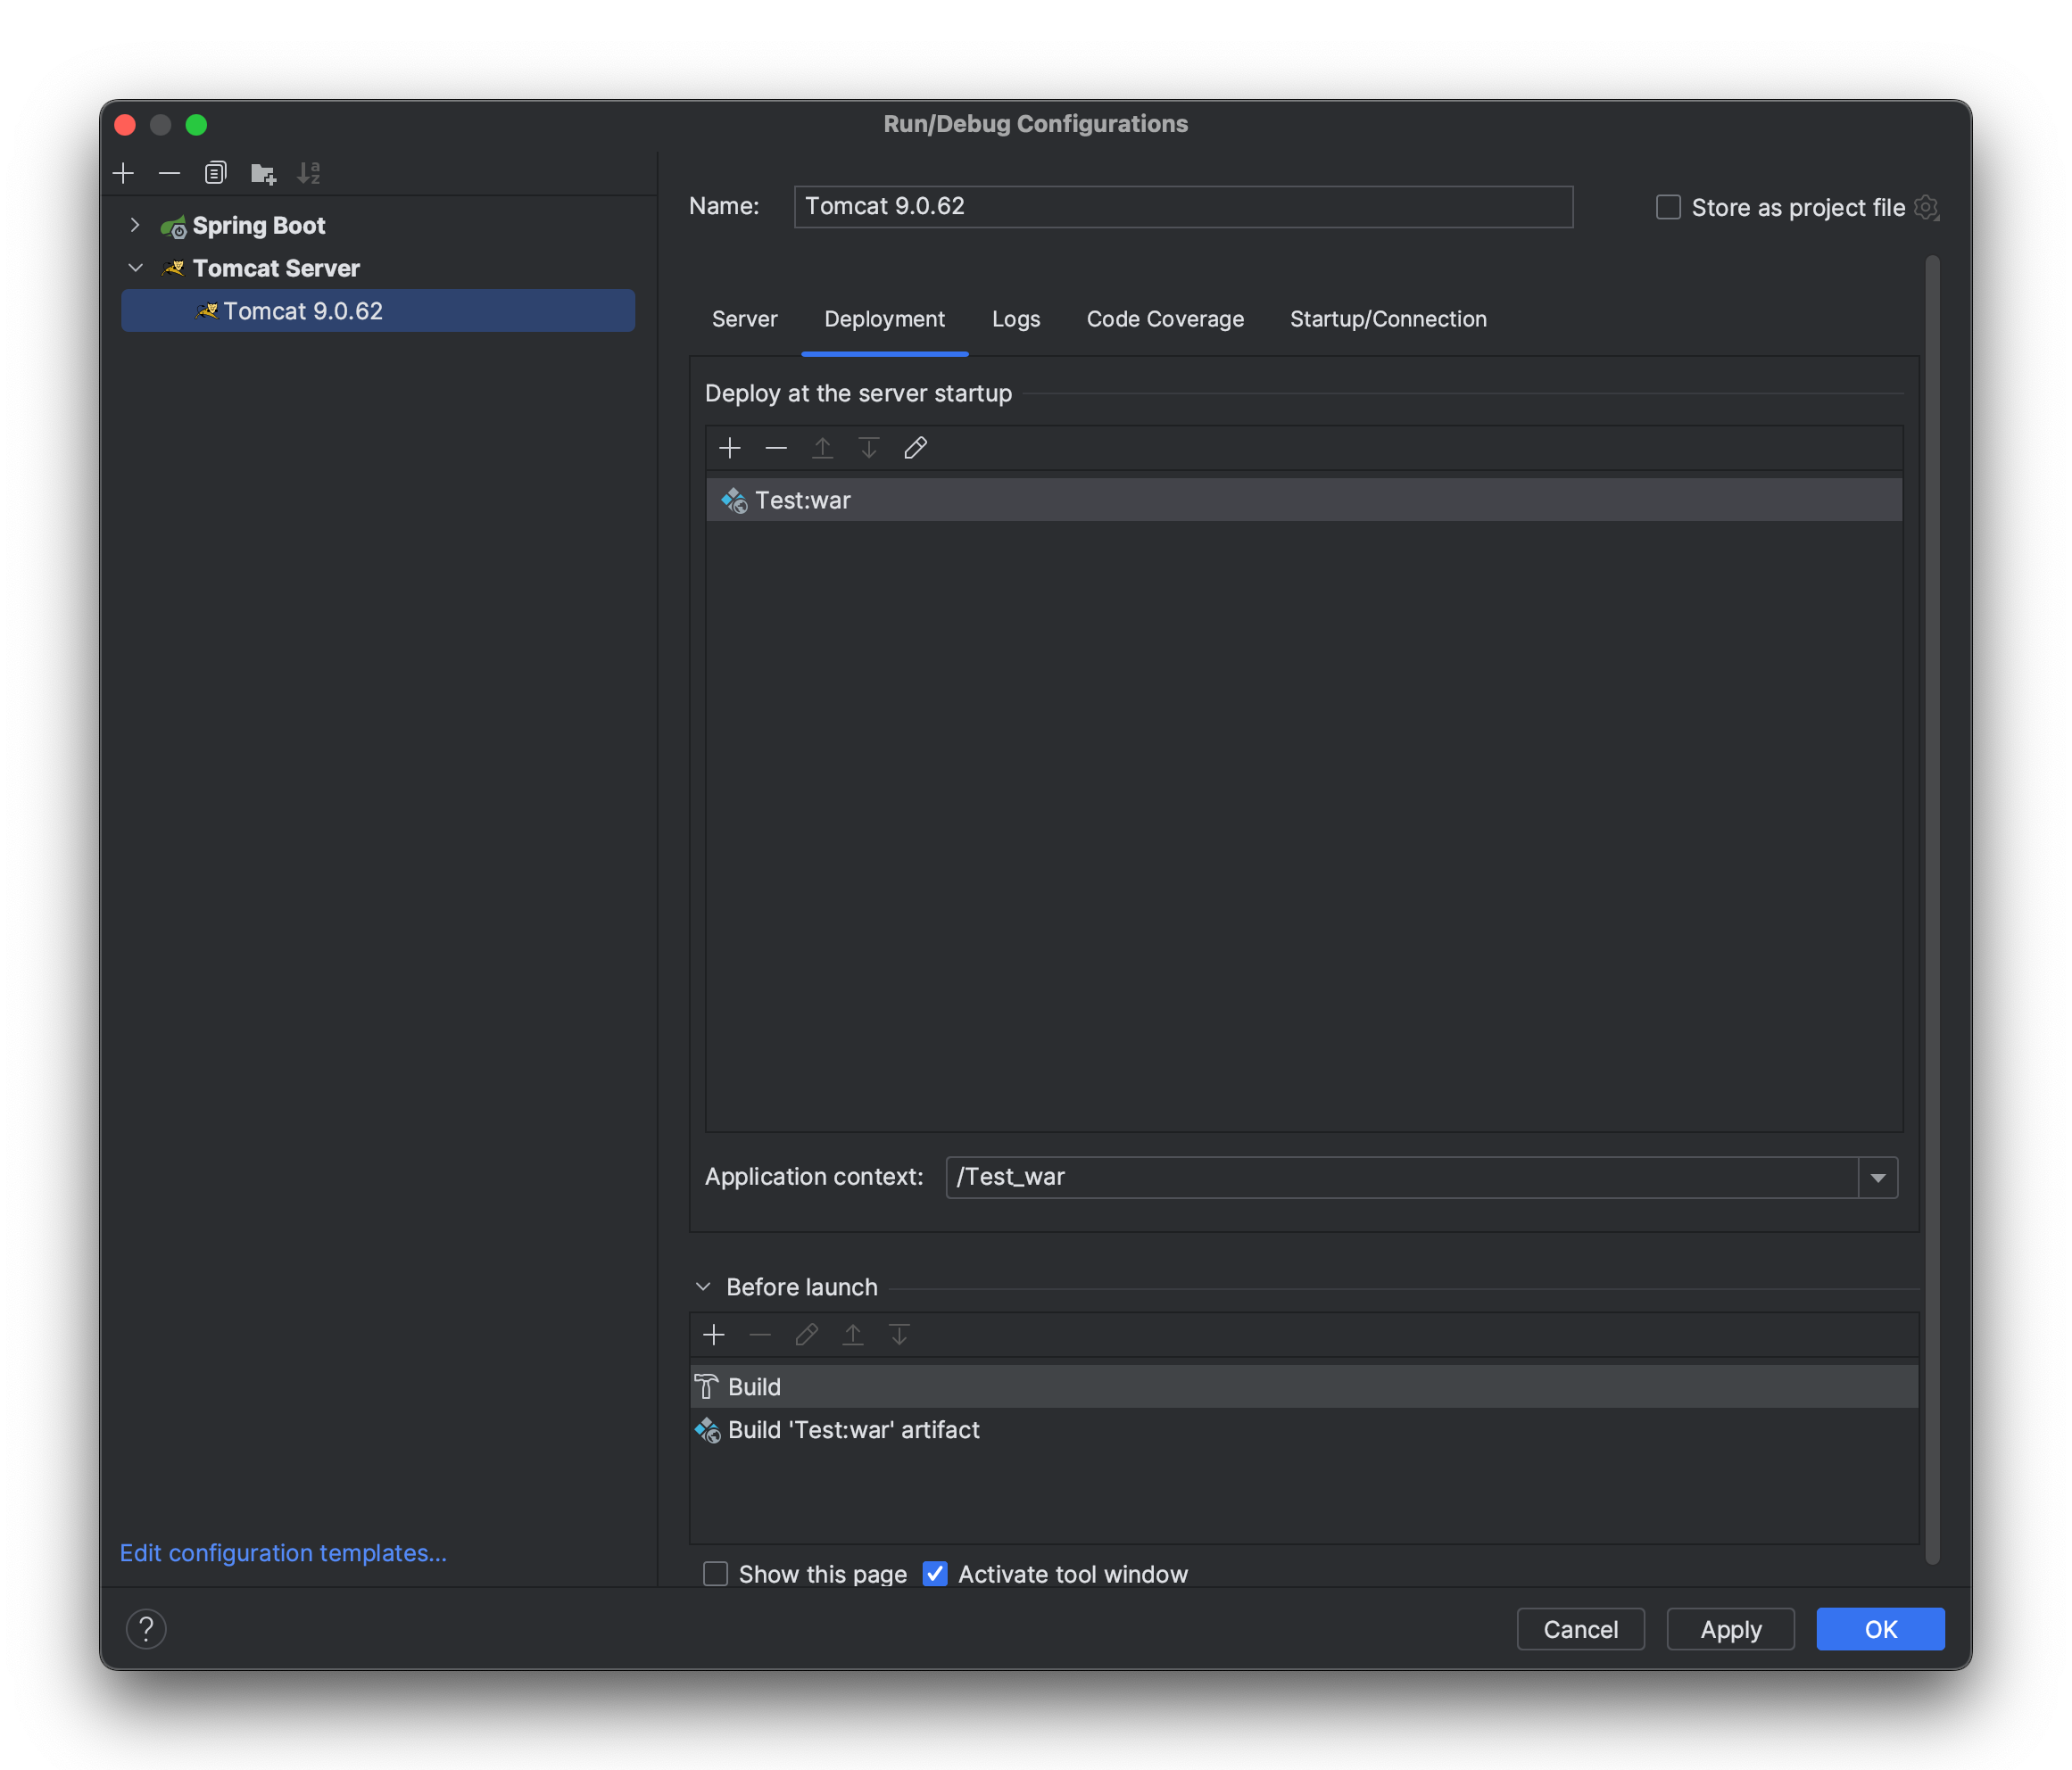 Run/Debug Configurations
Spring Boot
Tomcat Server
Tomcat 9.0.62
Edit configuration templates...
Name: Tomcat 9.0.62
Store as project file
Server Deployment Logs Code Coverage Startup/Connection
Deploy at the server startup
Test:war
Application context: /Test_war
Before launch
Build
Build 'Test:war' artifact
Show this page Activate tool window
? Cancel Apply OK